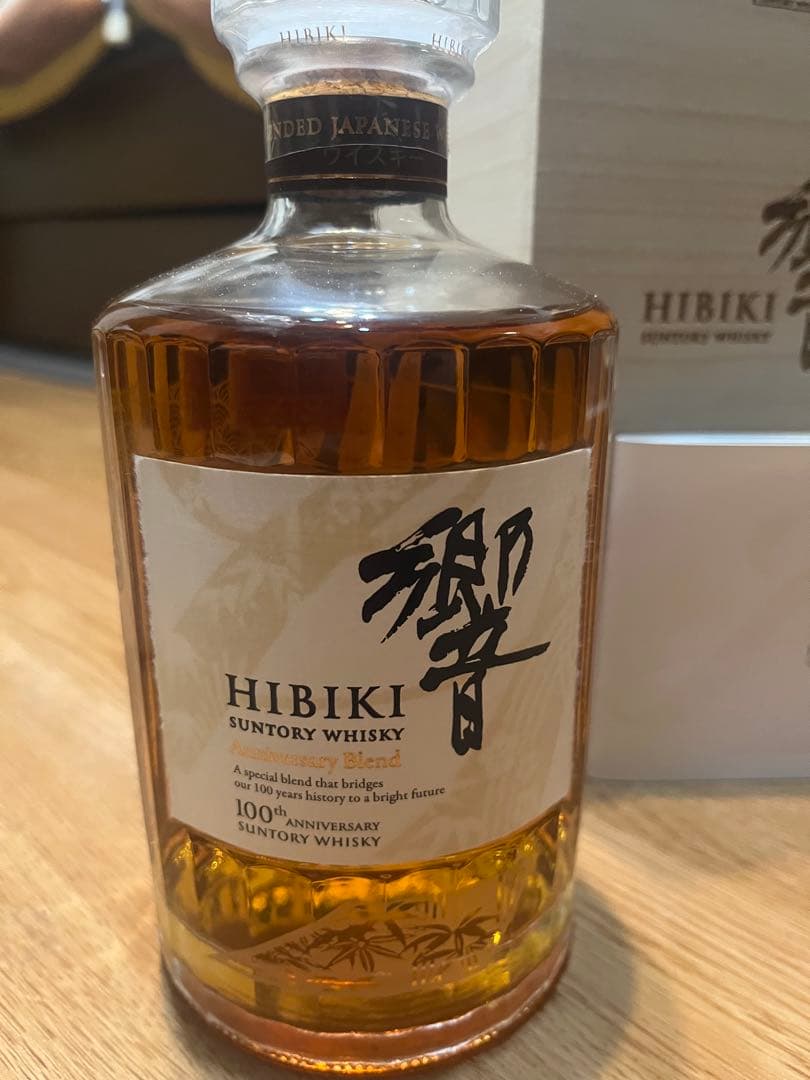 HIBIKI
HIBIKI
JAPANESE
ウイスキー
響
HIBIKI
SUNTORY WHISKY
Anniversary Blend
A special blend that bridges
our 100 years history to a bright future
100th ANNIVERSARY
SUNTORY WHISKY
響
HIBIKI
SUNTORY WHISKY